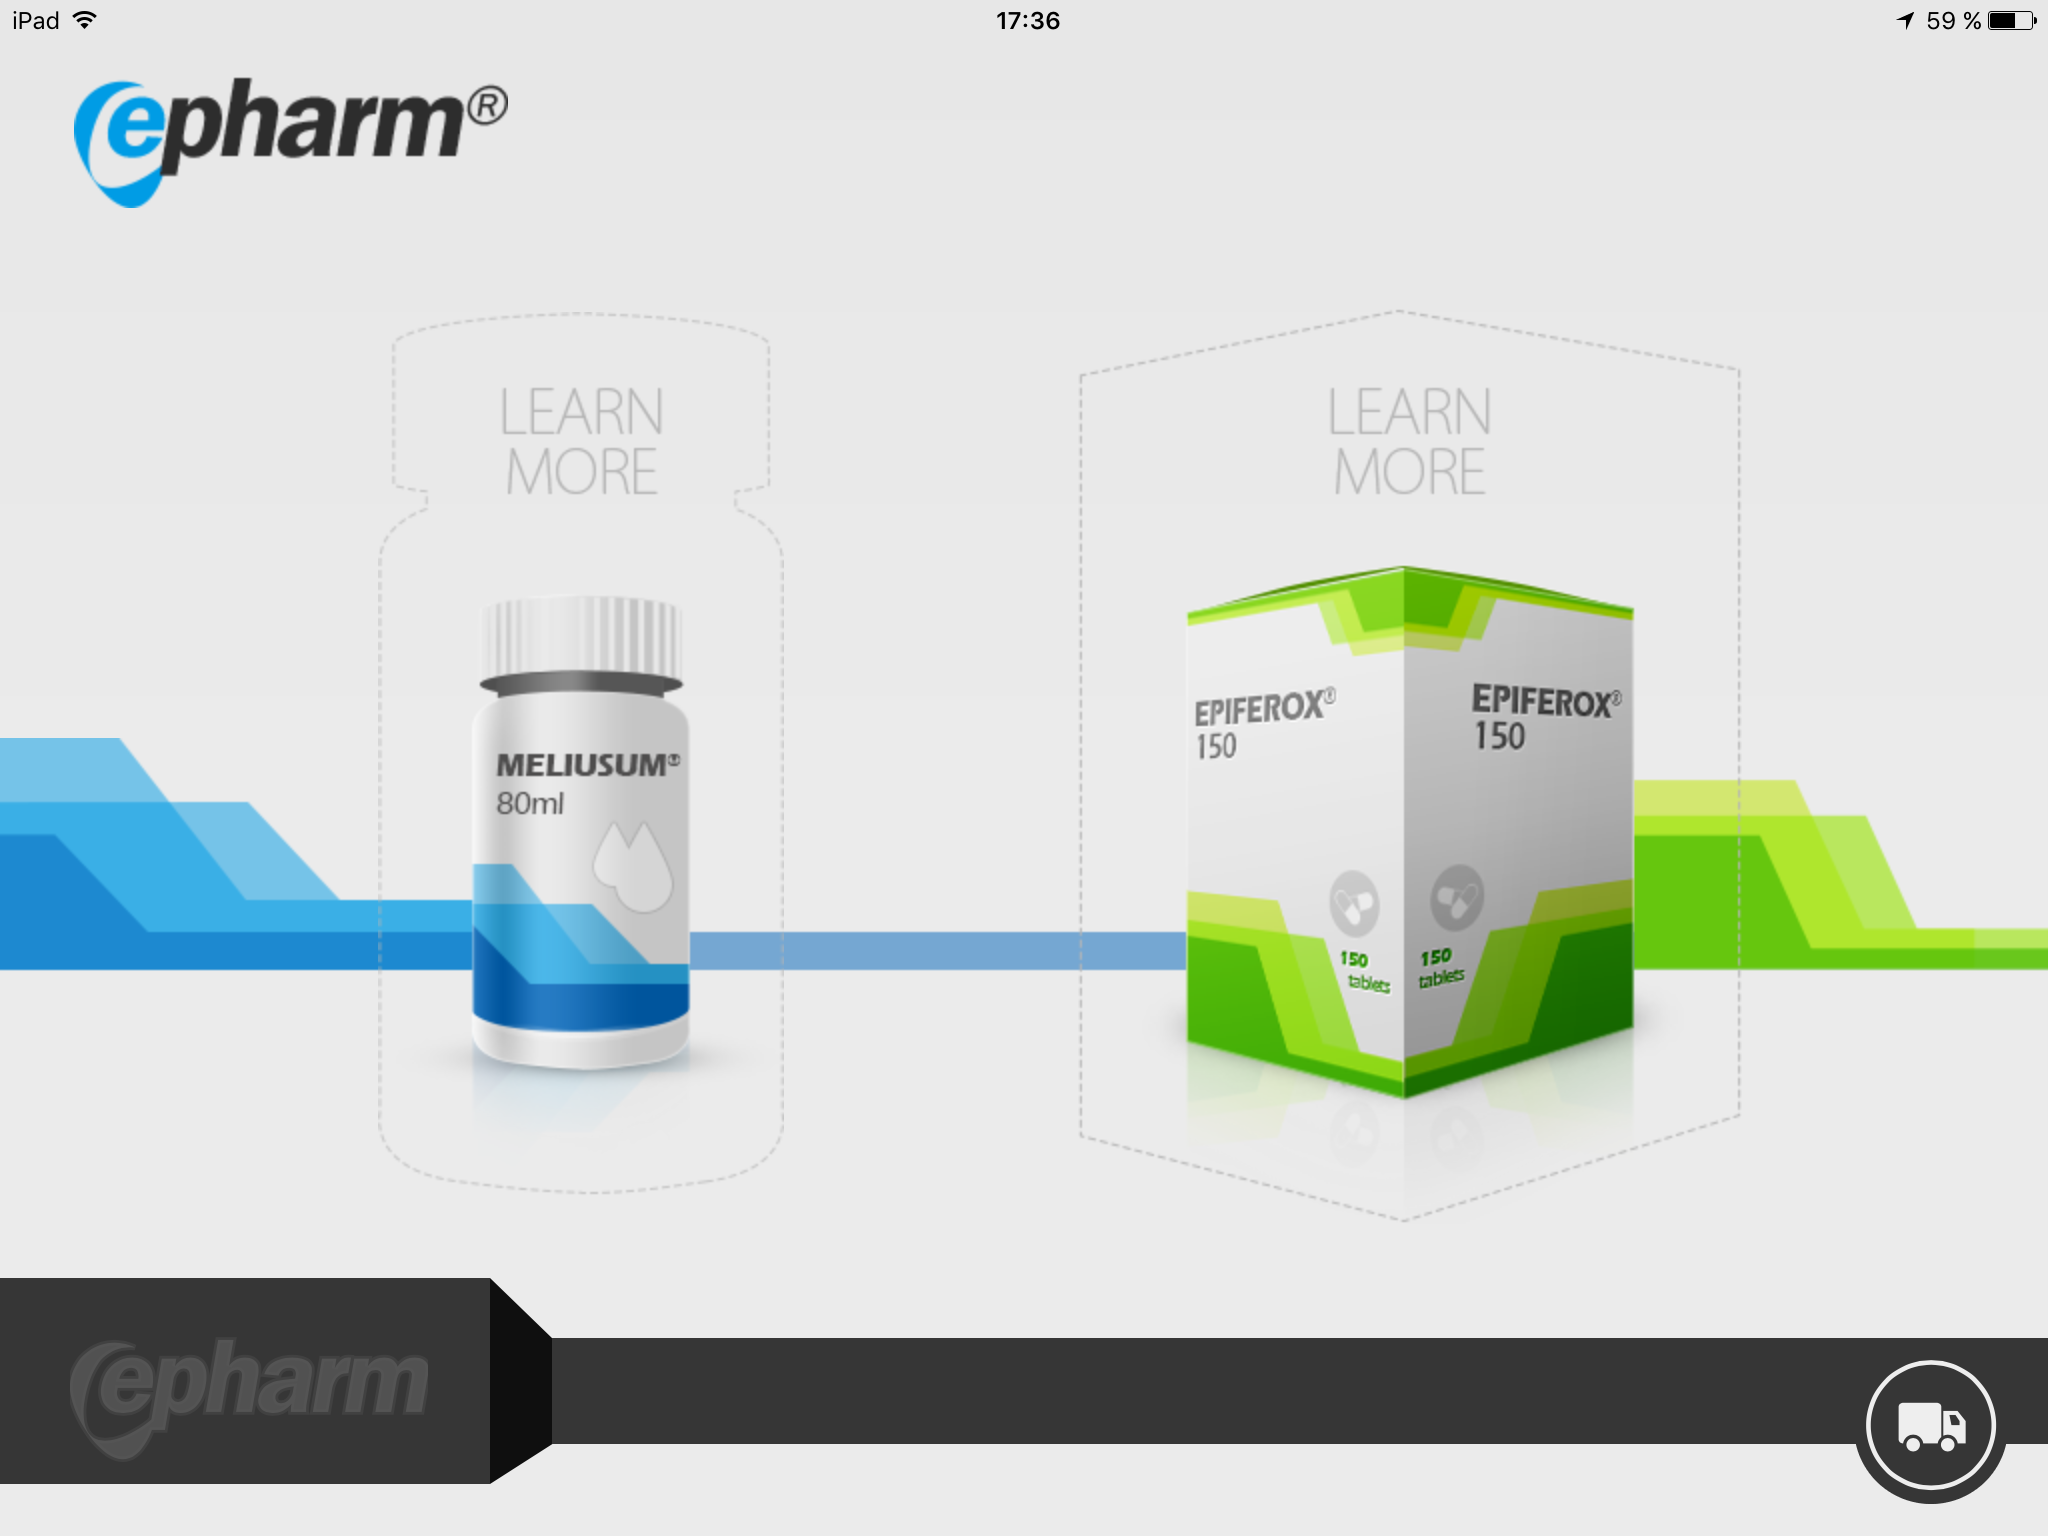 iPad
17:36
59 %
epharm®
LEARN
MORE
LEARN
MORE
MELIUSUM®
80ml
EPIFEROX®
150
EPIFEROX®
150
150
tablets
150
tablets
epharm